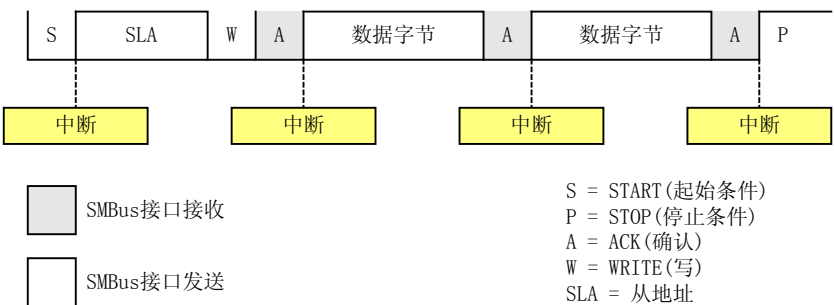 S SLA W A 数据字节 A 数据字节 A P
中断 中断 中断 中断
SMBus接口接收
SMBus接口发送
S = START(起始条件)
P = STOP(停止条件)
A = ACK(确认)
W = WRITE(写)
SLA = 从地址